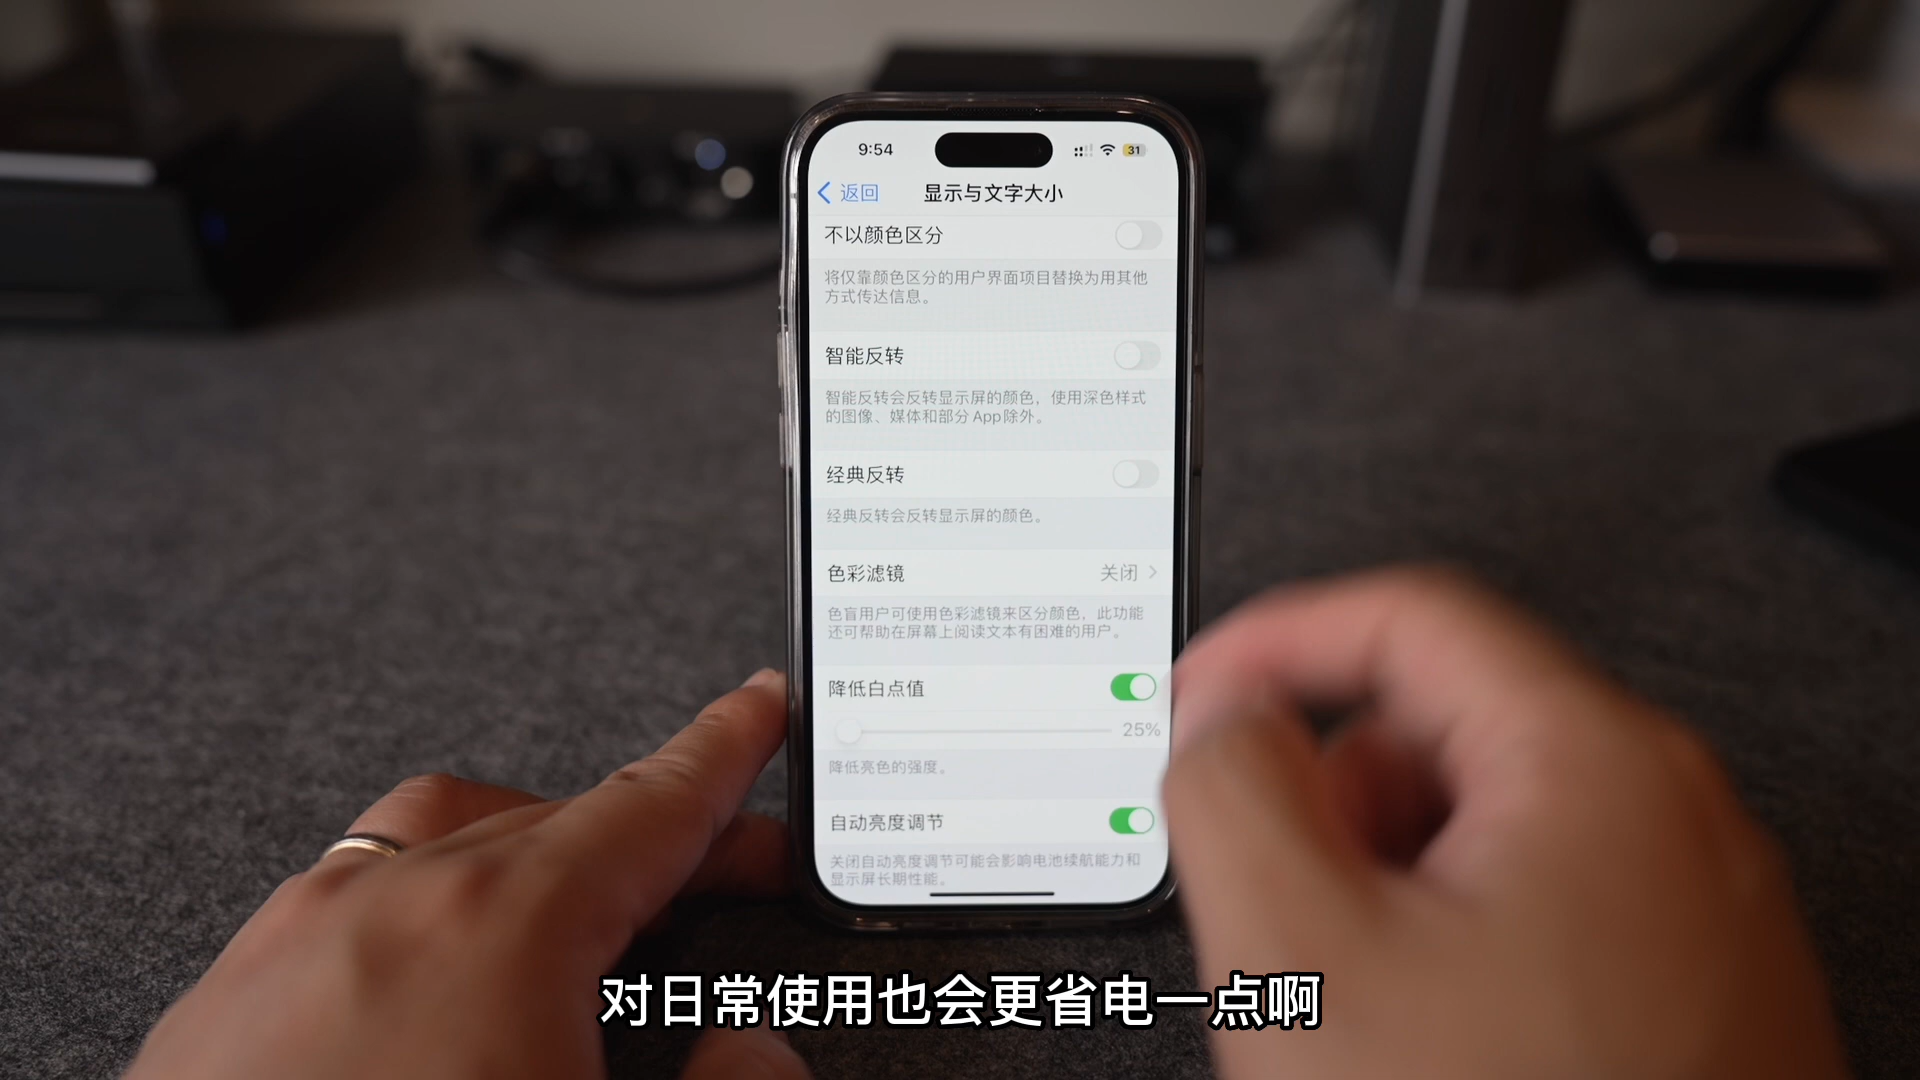 9:54
31
返回
显示与文字大小
不以颜色区分
将仅靠颜色区分的用户界面项目替换为用其他
方式传达信息。
智能反转
智能反转会反转显示屏的颜色，使用深色样式
的图像、媒体和部分 App 除外。
经典反转
经典反转会反转显示屏的颜色。
色彩滤镜
关闭
色盲用户可使用色彩滤镜来区分颜色，此功能
还可帮助在屏幕上阅读文本有困难的用户。
降低白点值
25%
降低亮色的强度。
自动亮度调节
关闭自动亮度调节可能会影响电池续航能力和
显示屏长期性能。
对日常使用也会更省电一点啊